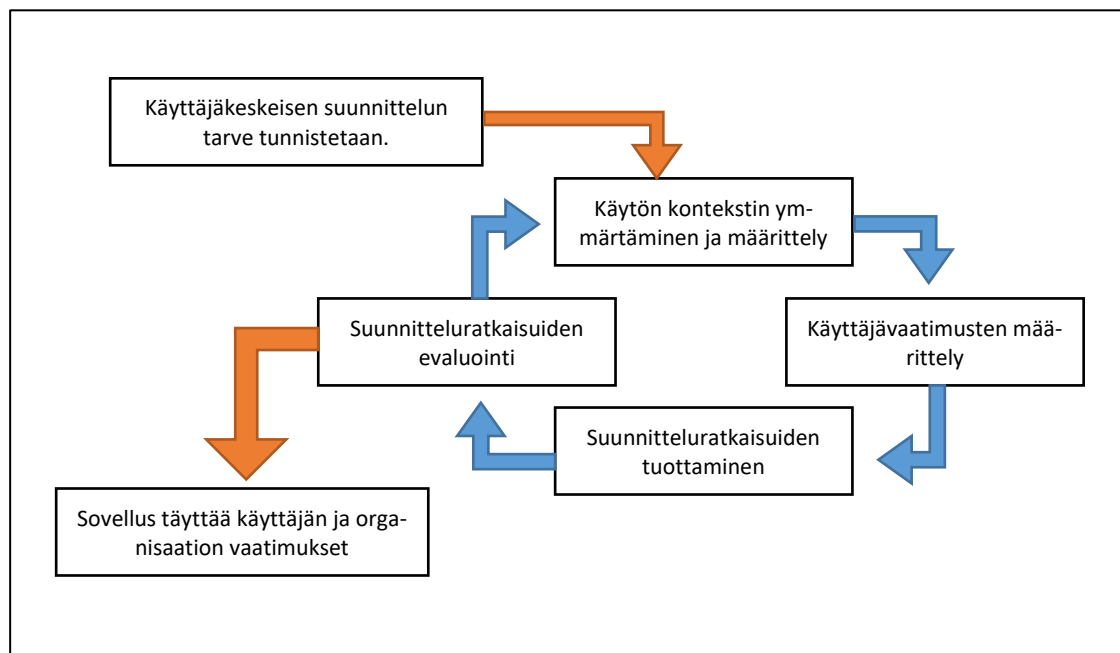 Käyttäjäkeskeisen suunnittelun
tarve tunnistetaan.
Käytön kontekstin ym-
märtäminen ja määrittely
Käyttäjävaatimusten mää-
rittely
Suunnitteluratkaisuiden
tuottaminen
Suunnitteluratkaisuiden
evaluointi
Sovellus täyttää käyttäjän ja orga-
nisaation vaatimukset